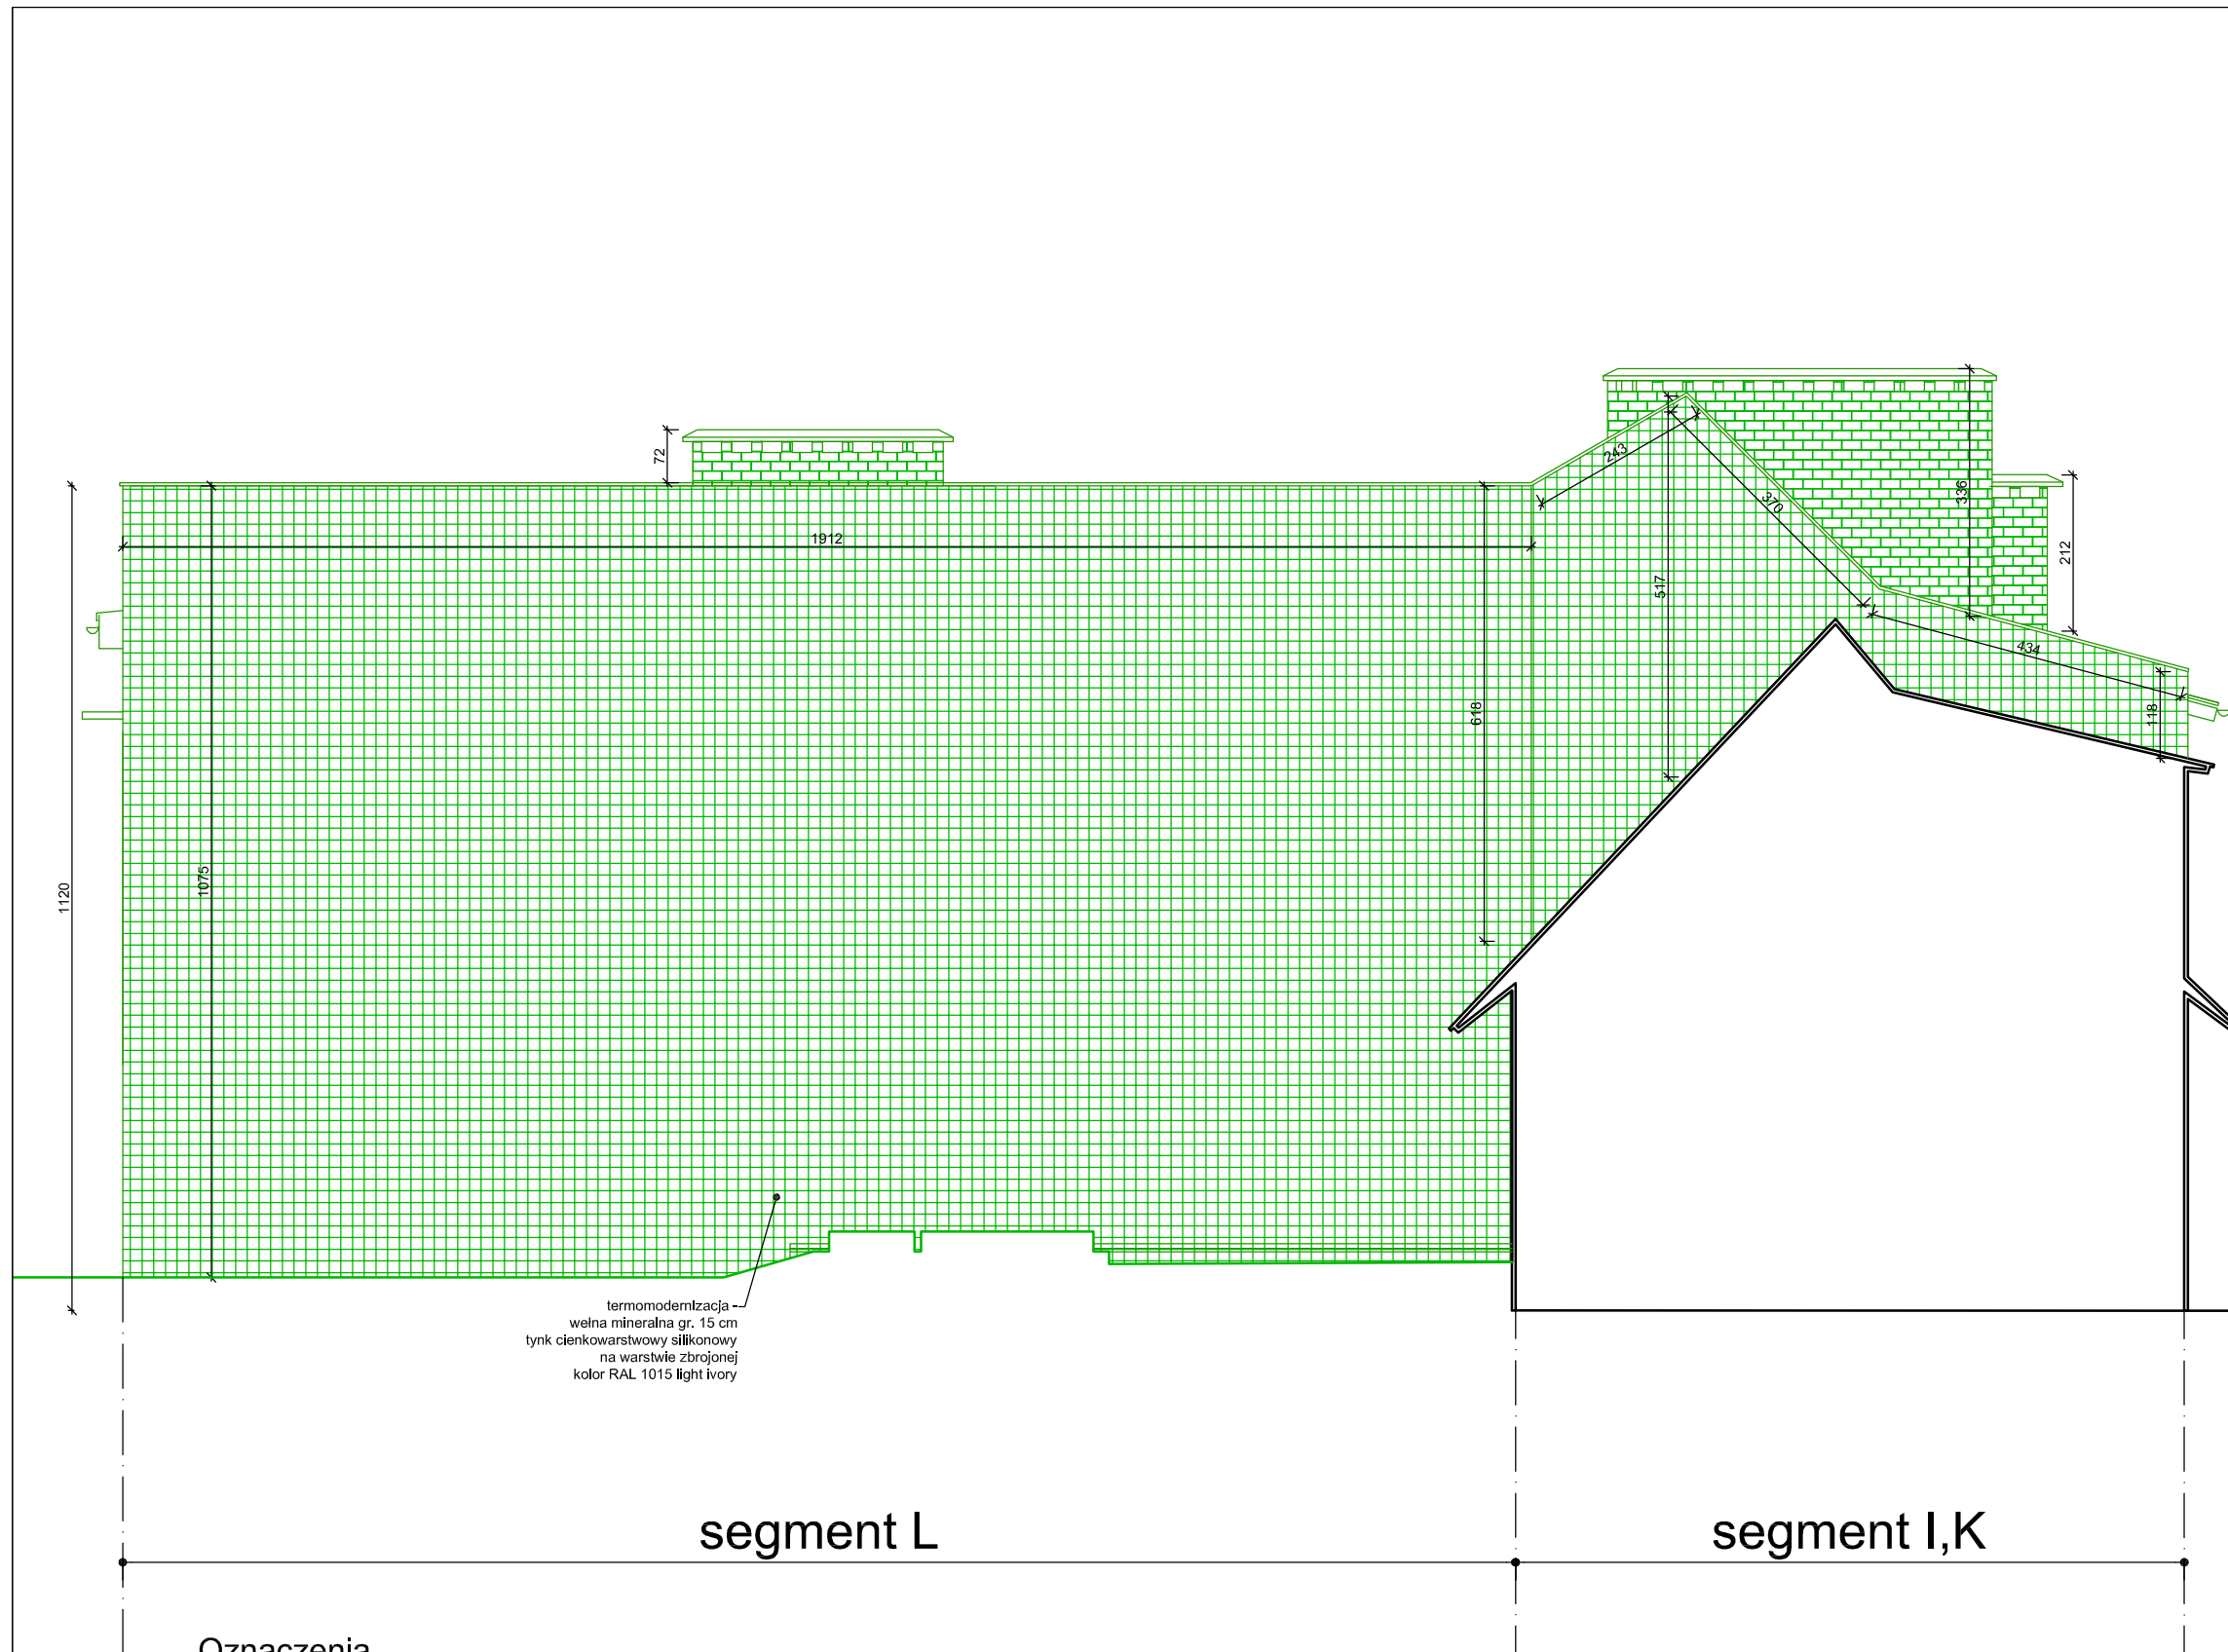 72
243
370
336
212
1912
517
618
434
118
1075
1120
termomodernizacja -
wełna mineralna gr. 15 cm
tynk cienkowarstwowy silikonowy
na warstwie zbrojonej
kolor RAL 1015 light ivory
segment L
segment I,K
Oznaczenia